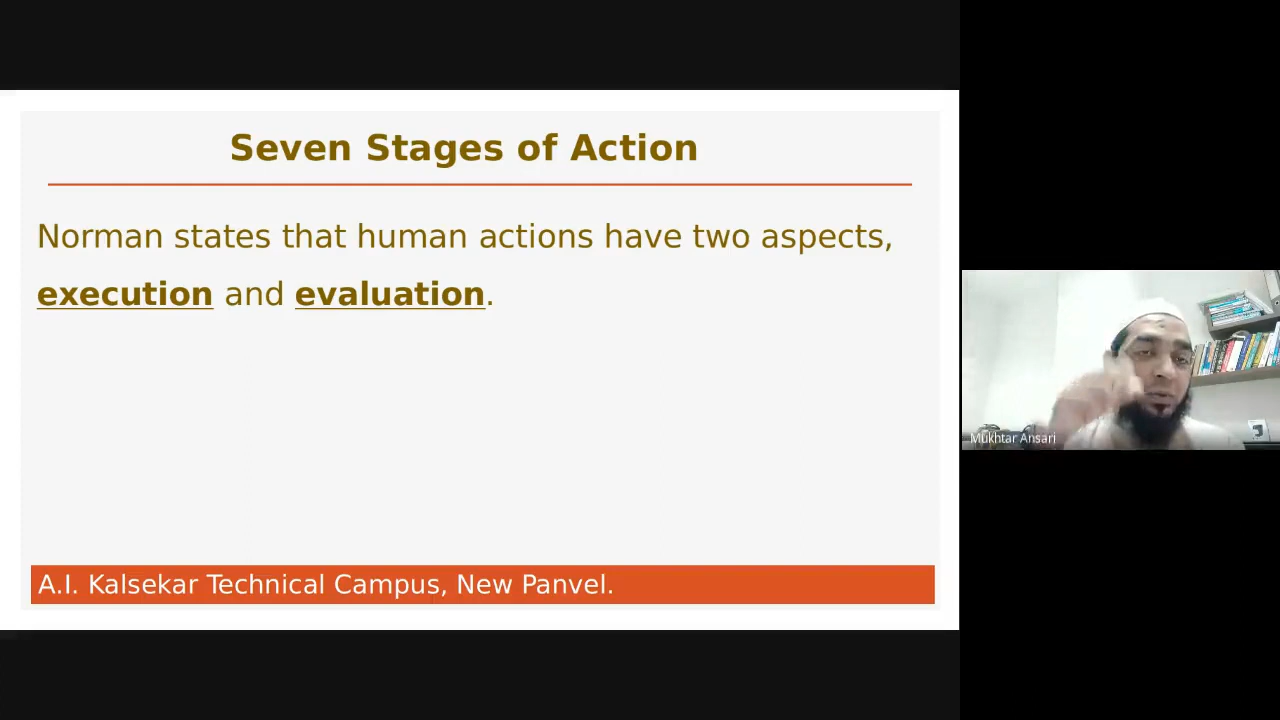 Seven Stages of Action
Norman states that human actions have two aspects,
execution and evaluation.
A.I. Kalsekar Technical Campus, New Panvel.
Mukhtar Ansari